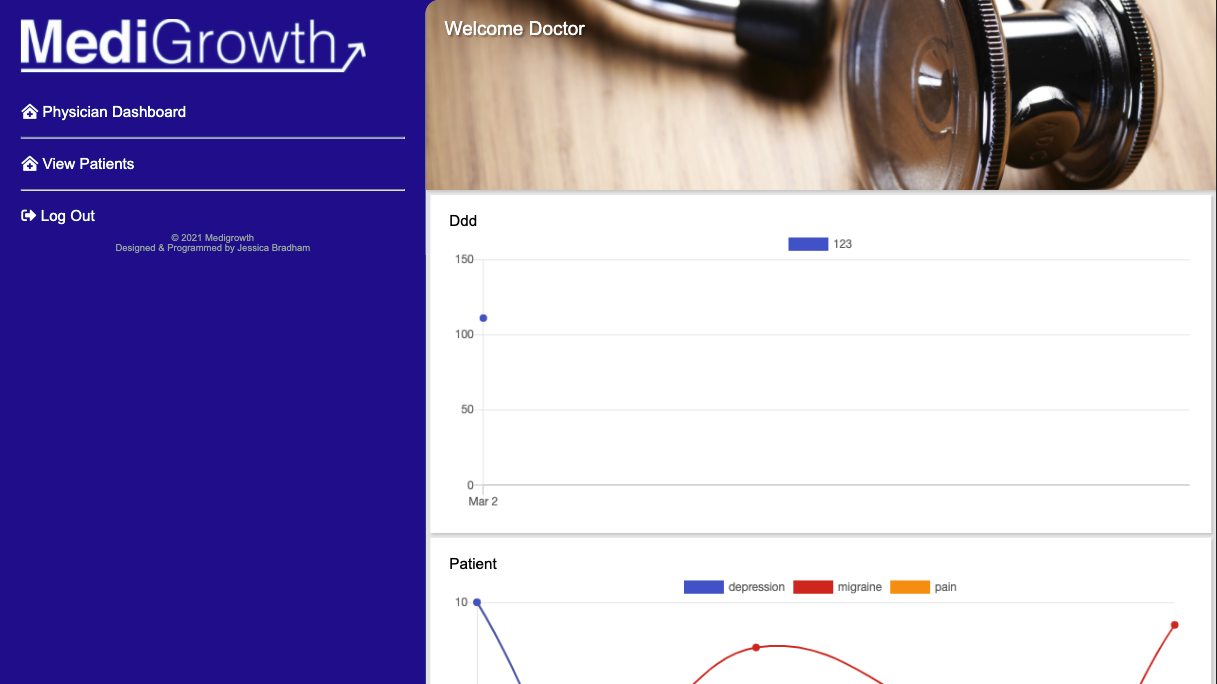 MediGrowth
Physician Dashboard
View Patients
Log Out
© 2021 Medigrowth
Designed & Programmed by Jessica Bradham
Welcome Doctor
Ddd
123
150
100
50
0
Mar 2
Patient
depression migraine pain
10